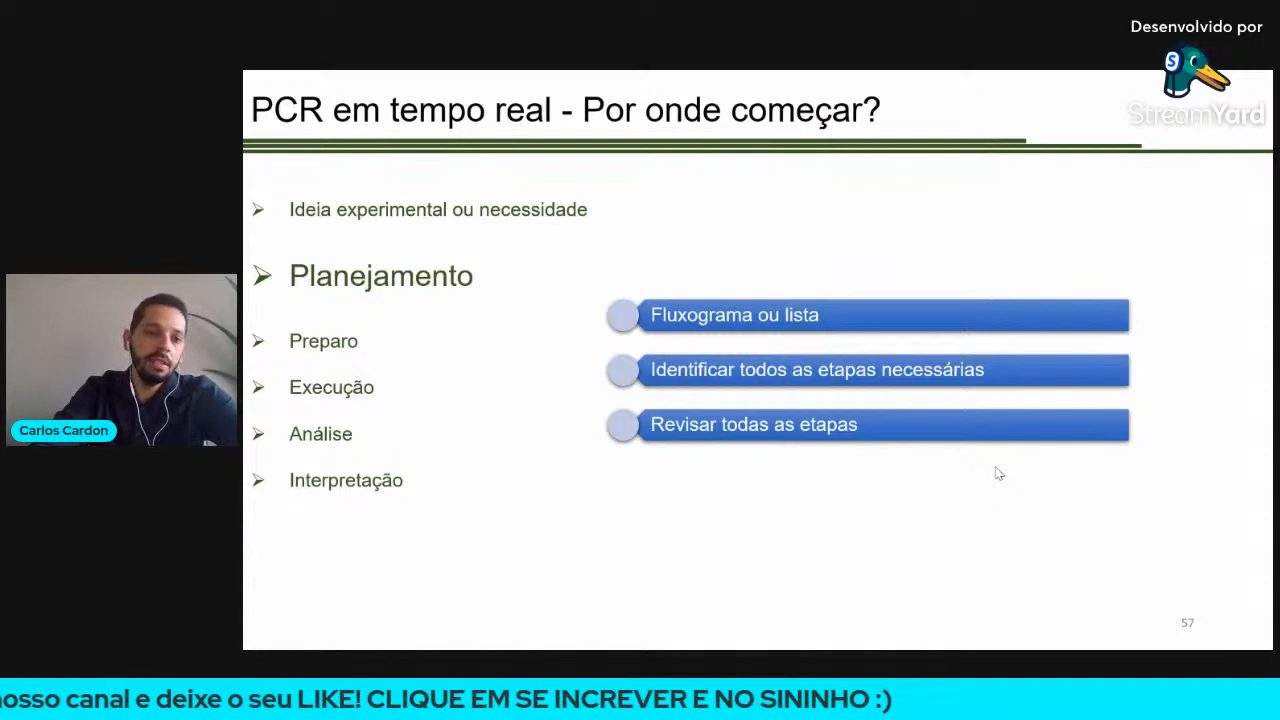 Desenvolvido por
S
StreamYard
PCR em tempo real - Por onde começar?
Ideia experimental ou necessidade
Planejamento
Preparo
Execução
Análise
Interpretação
Fluxograma ou lista
Identificar todos as etapas necessárias
Revisar todas as etapas
Carlos Cardon
57
nosso canal e deixe o seu LIKE! CLIQUE EM SE INCREVER E NO SININHO :)